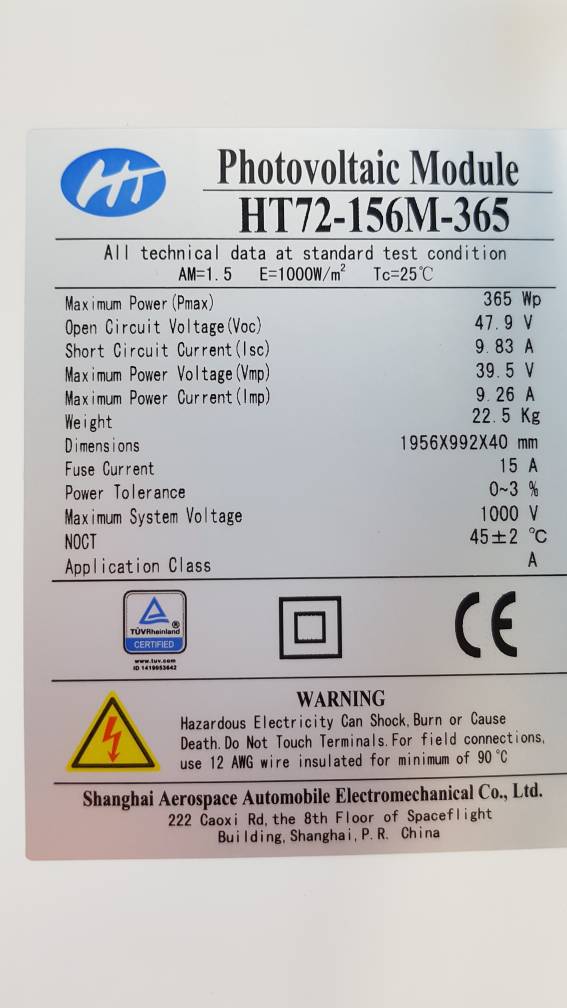 HT
Photovoltaic Module
HT72-156M-365
All technical data at standard test condition
AM=1.5 E=1000W/m² Tc=25℃
Maximum Power(Pmax) 365 Wp
Open Circuit Voltage(Voc) 47.9 V
Short Circuit Current(Isc) 9.83 A
Maximum Power Voltage(Vmp) 39.5 V
Maximum Power Current(Imp) 9.26 A
Weight 22.5 Kg
Dimensions 1956X992X40 mm
Fuse Current 15 A
Power Tolerance 0~3 %
Maximum System Voltage 1000 V
NOCT 45±2 ℃
Application Class A
TÜVRheinland ®
CERTIFIED
www.tuv.com
ID 1419953642
CE
WARNING
Hazardous Electricity Can Shock, Burn or Cause
Death. Do Not Touch Terminals. For field connections,
use 12 AWG wire insulated for minimum of 90℃
Shanghai Aerospace Automobile Electromechanical Co., Ltd.
222 Caoxi Rd, the 8th Floor of Spaceflight
Building, Shanghai, P.R. China